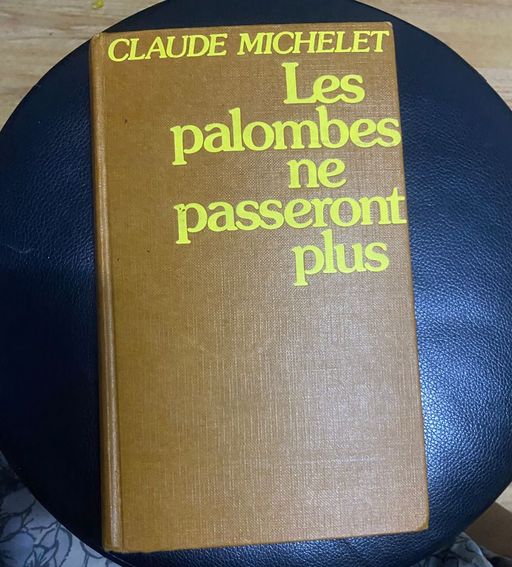 CLAUDE MICHELET
Les
palombes
ne
passeront
plus